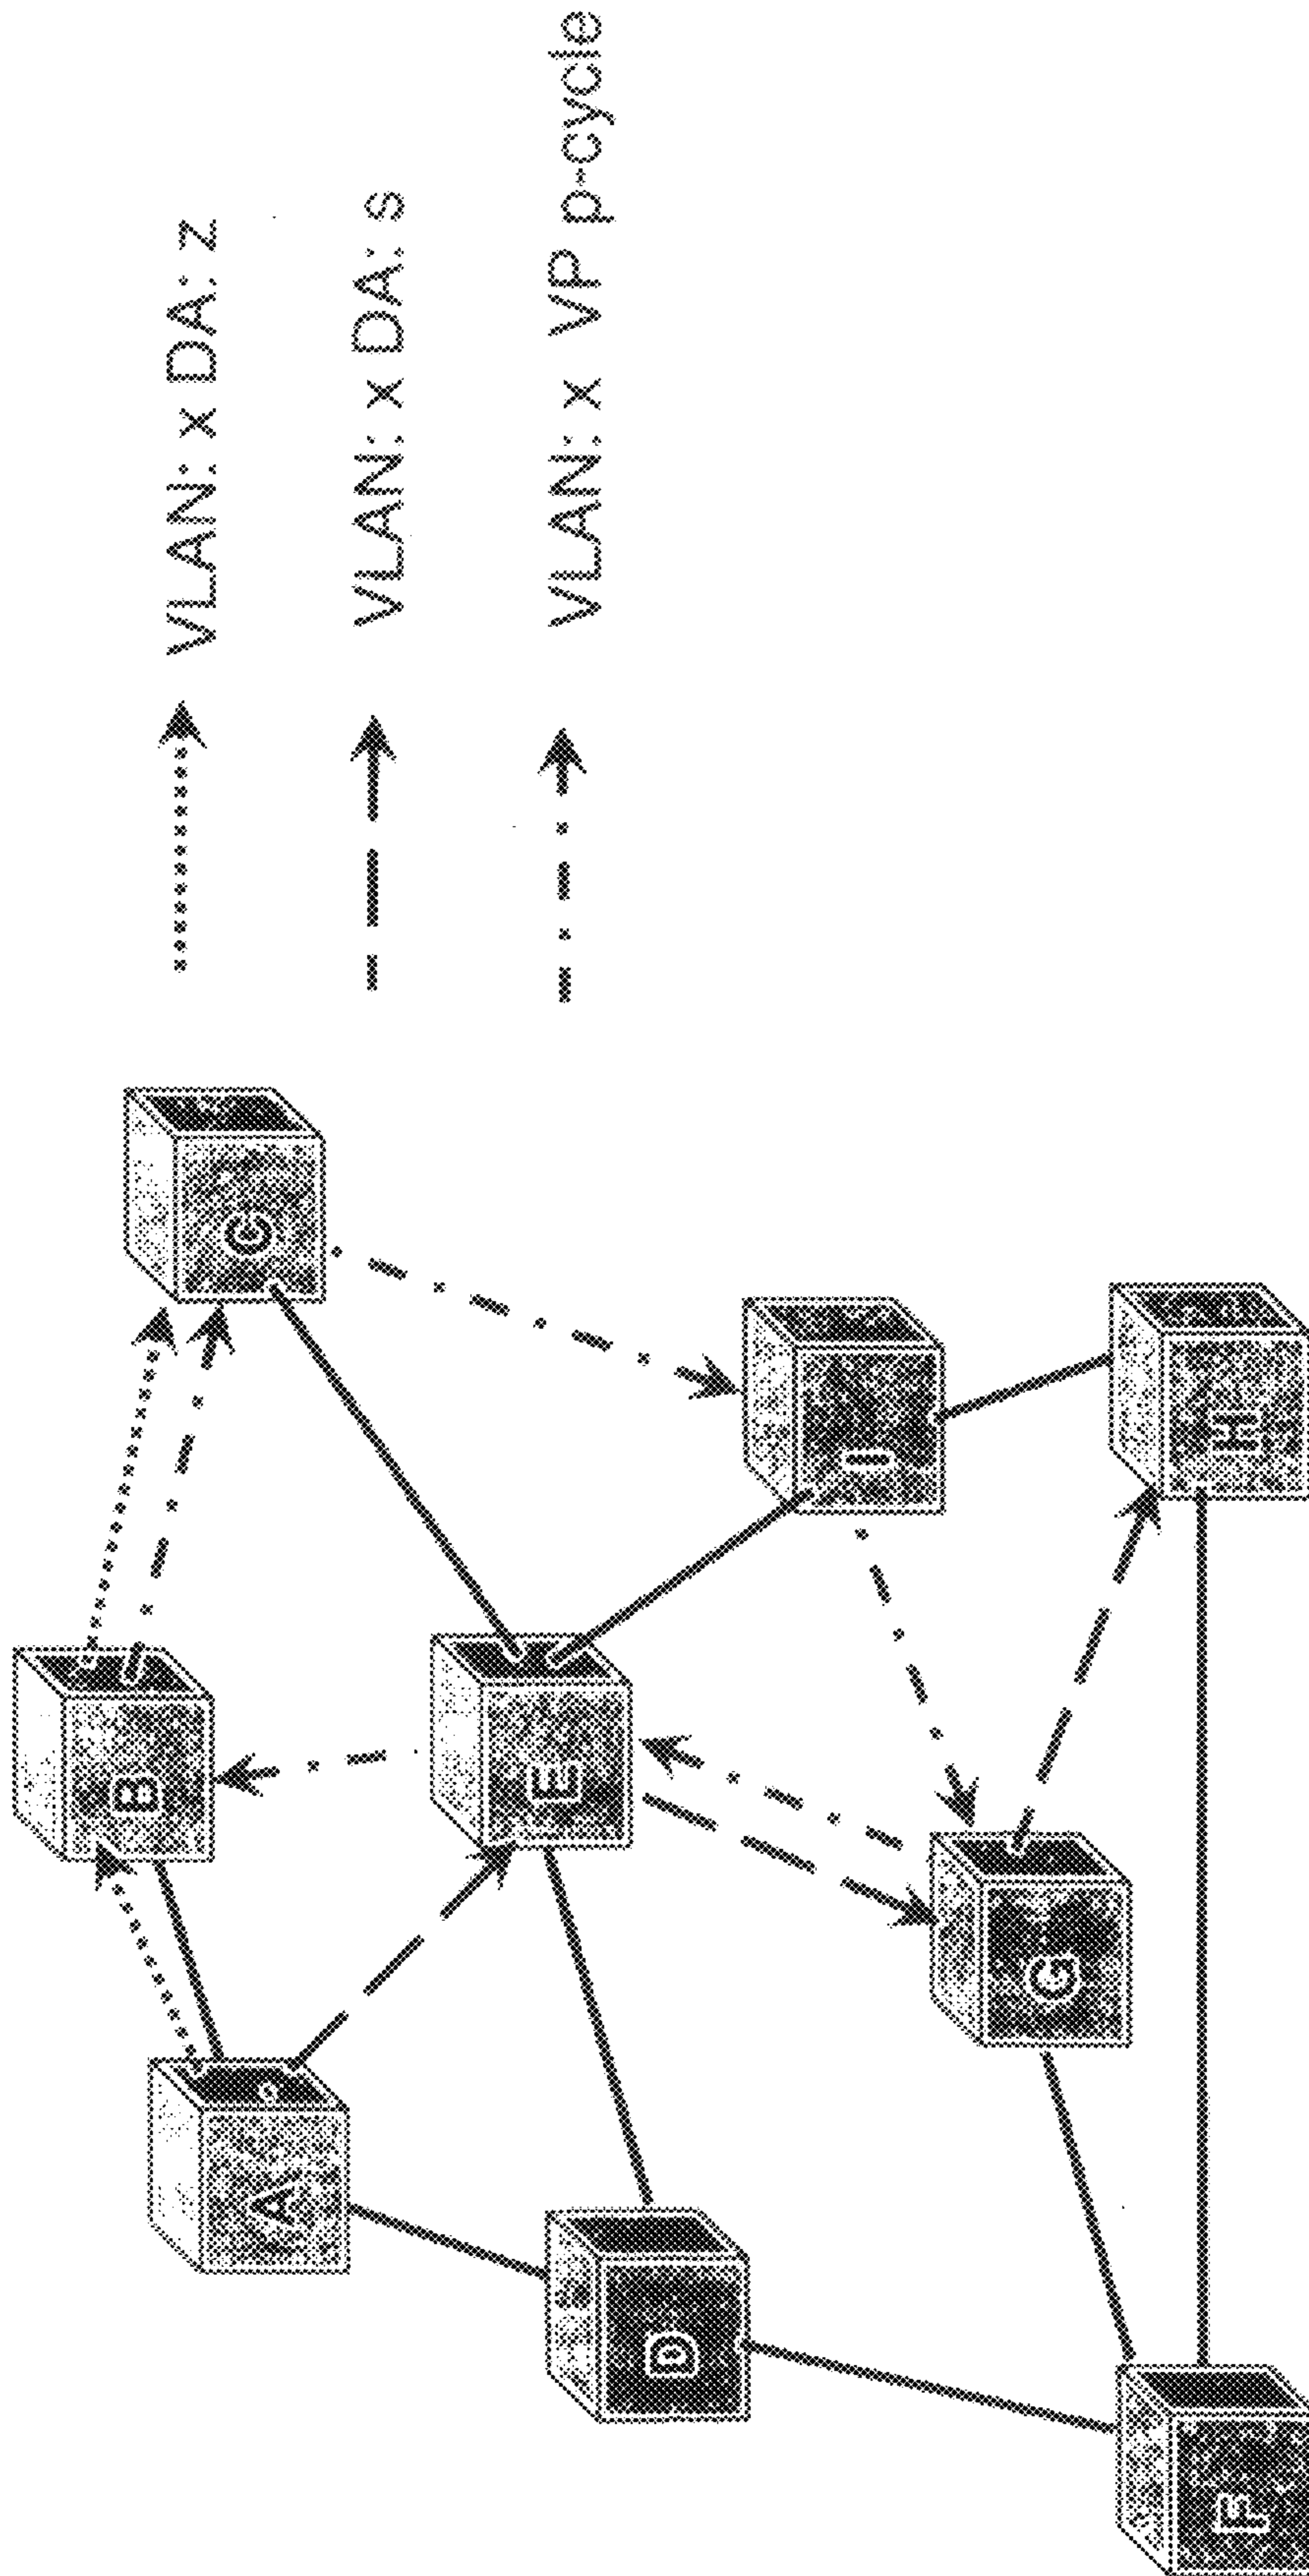 VLAN: x DA: z
VLAN: x DA: s
VLAN: x VP p-cycle
B
C
A
E
D
I
G
H
F